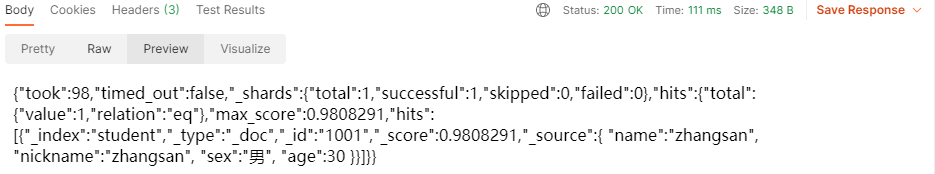 Body Cookies Headers (3) Test Results Status: 200 OK Time: 111 ms Size: 348 B Save Response
Pretty Raw Preview Visualize
{"took":98,"timed_out":false,"_shards":{"total":1,"successful":1,"skipped":0,"failed":0},"hits":{"total":
{"value":1,"relation":"eq"},"max_score":0.9808291,"hits":
[{"_index":"student","_type":"_doc","_id":"1001","_score":0.9808291,"_source":{ "name":"zhangsan",
"nickname":"zhangsan", "sex":"男", "age":30 }}]}}